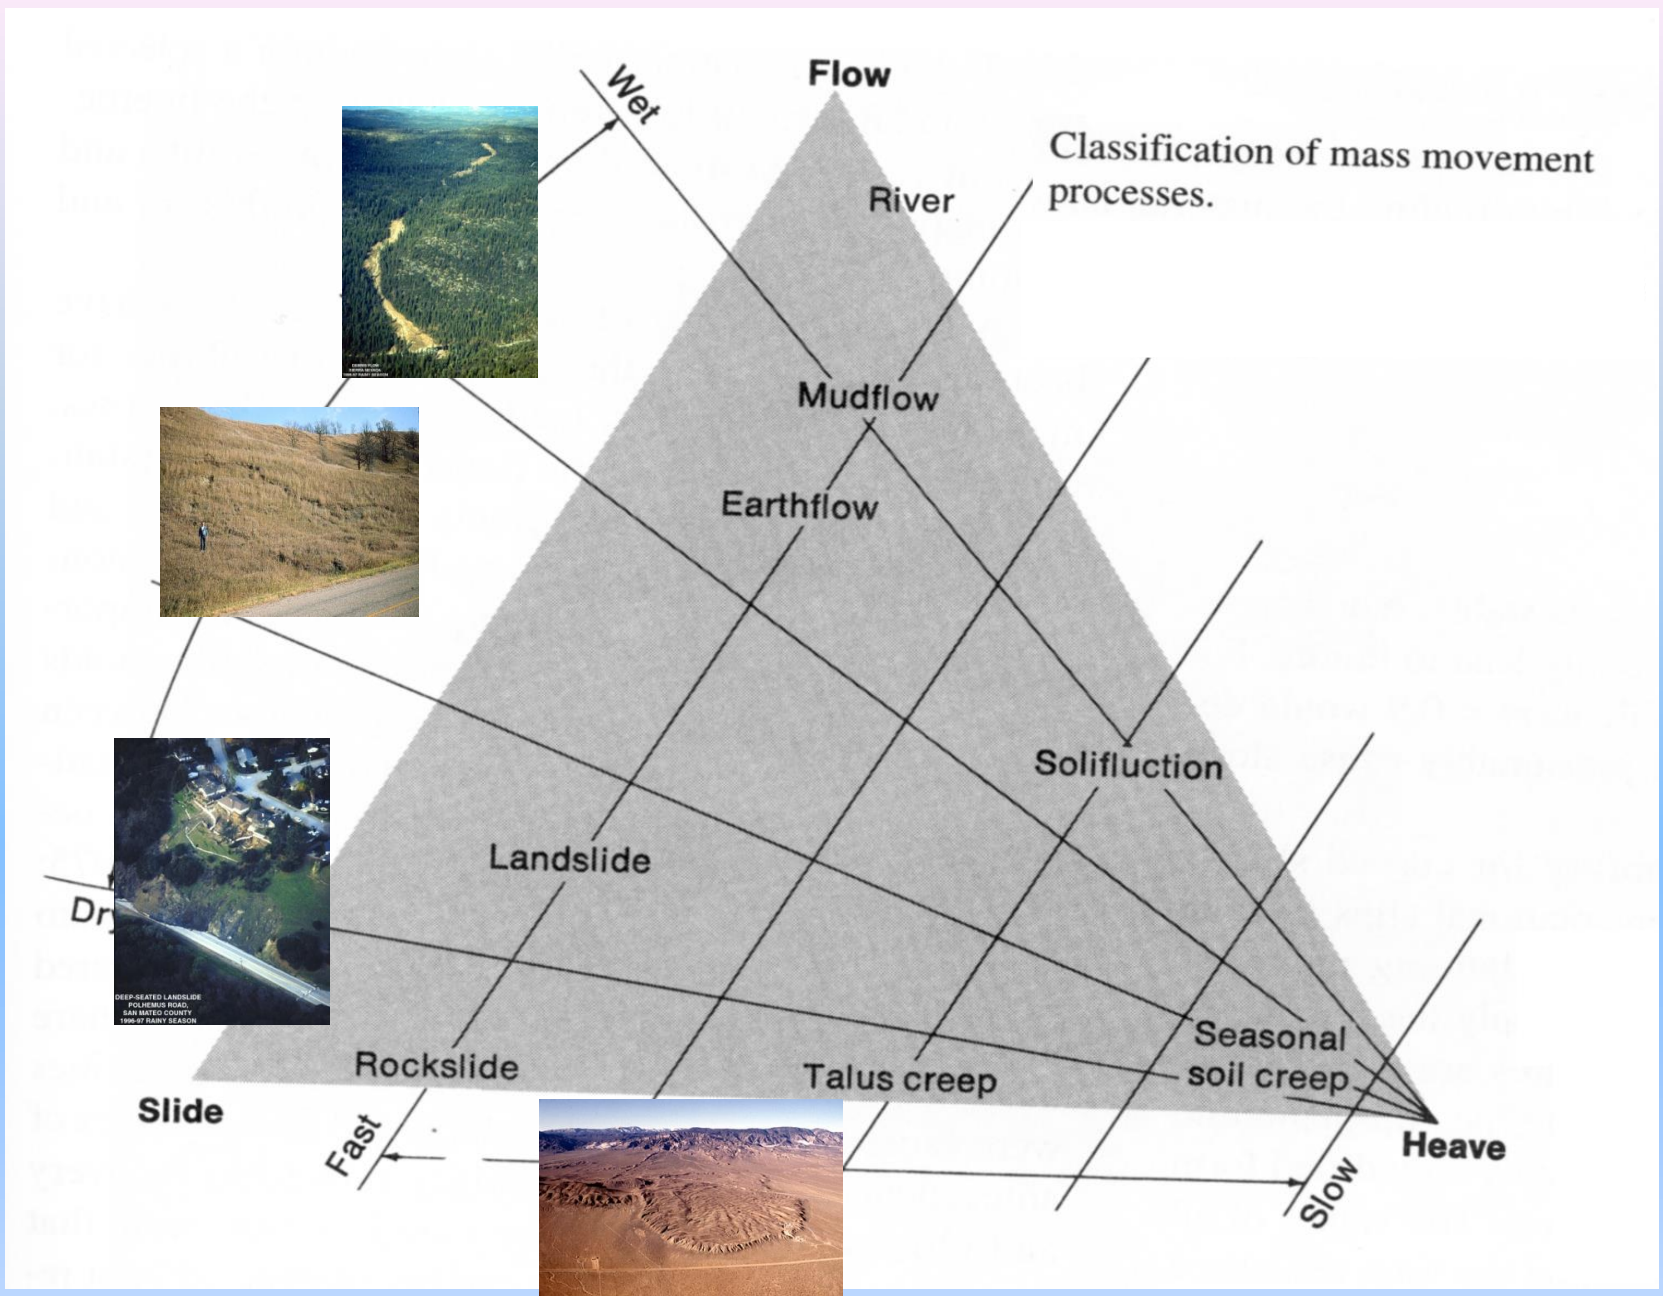 Flow
Wet
Classification of mass movement
processes.
River
Mudflow
Earthflow
Solifluction
Landslide
Dry
DEEP-SEATED LANDSLIDE
POLHEMUS ROAD,
SAN MATEO COUNTY
1996-97 RAINY SEASON
Seasonal
soil creep
Rockslide
Talus creep
Slide
Fast
Heave
Slow